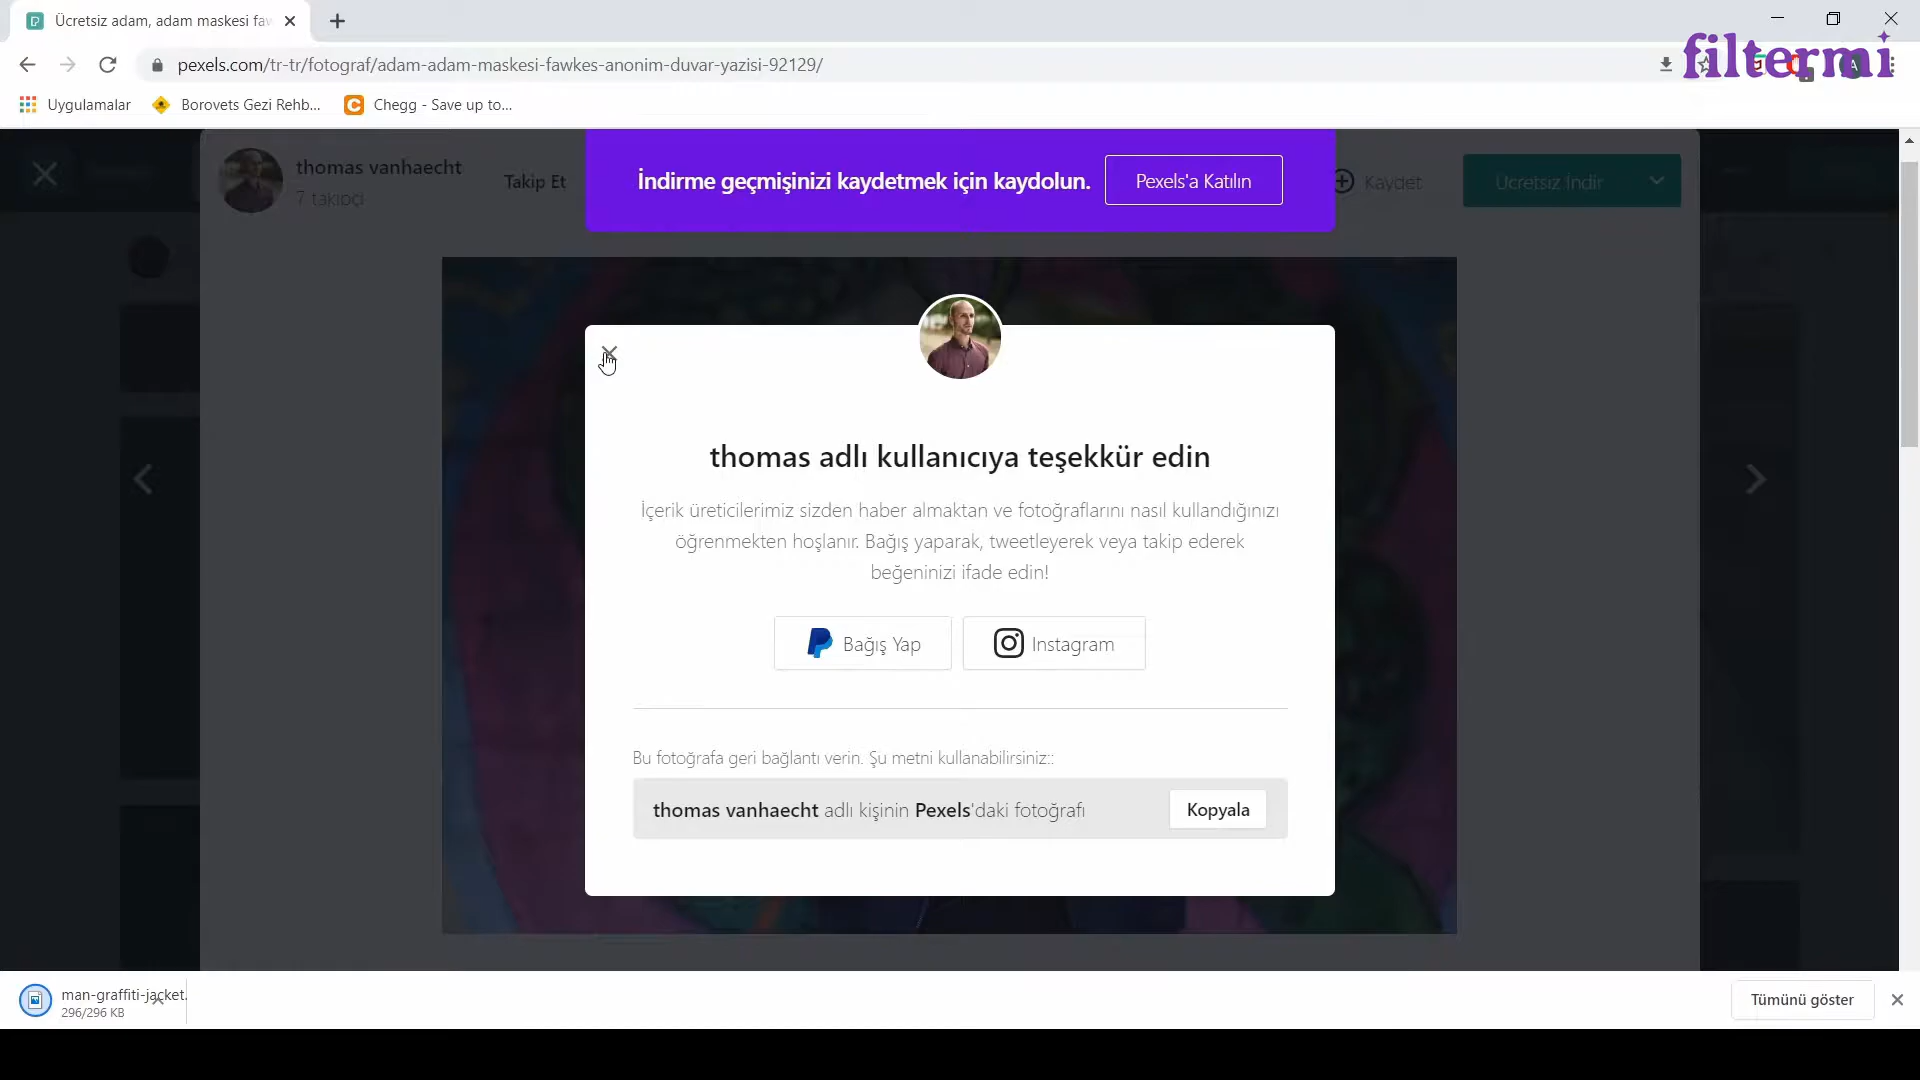 Ücretsiz adam, adam maskesi faw
filtermi
pexels.com/tr-tr/fotograf/adam-adam-maskesi-fawkes-anonim-duvar-yazisi-92129/
Uygulamalar
Borovets Gezi Rehb...
Chegg - Save up to...
thomas vanhaecht
7 takipçi
Takip Et
İndirme geçmişinizi kaydetmek için kaydolun.
Pexels'a Katılın
Kaydet
Ücretsiz İndir
thomas adlı kullanıcıya teşekkür edin
İçerik üreticilerimiz sizden haber almaktan ve fotoğraflarını nasıl kullandığınızı
öğrenmekten hoşlanır. Bağış yaparak, tweetleyerek veya takip ederek
beğeninizi ifade edin!
Bağış Yap
Instagram
Bu fotoğrafa geri bağlantı verin. Şu metni kullanabilirsiniz::
thomas vanhaecht adlı kişinin Pexels'daki fotoğrafı
Kopyala
man-graffiti-jacket.
296/296 KB
Tümünü göster